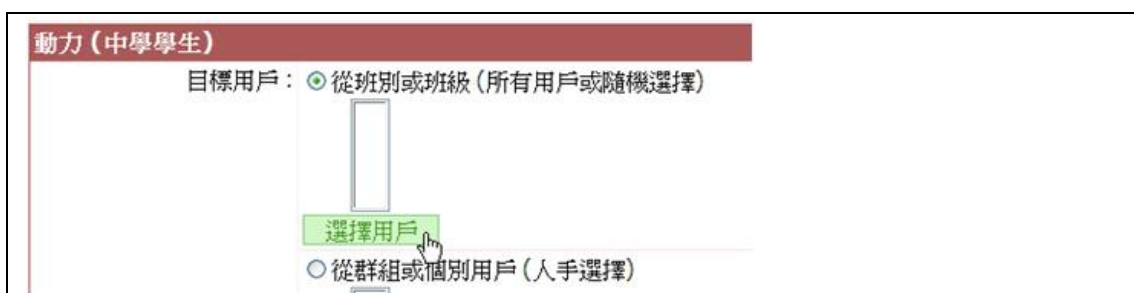 動力 (中學學生)
目標用戶： 從班別或班級 (所有用戶或隨機選擇)
選擇用戶
從群組或個別用戶 (人手選擇)